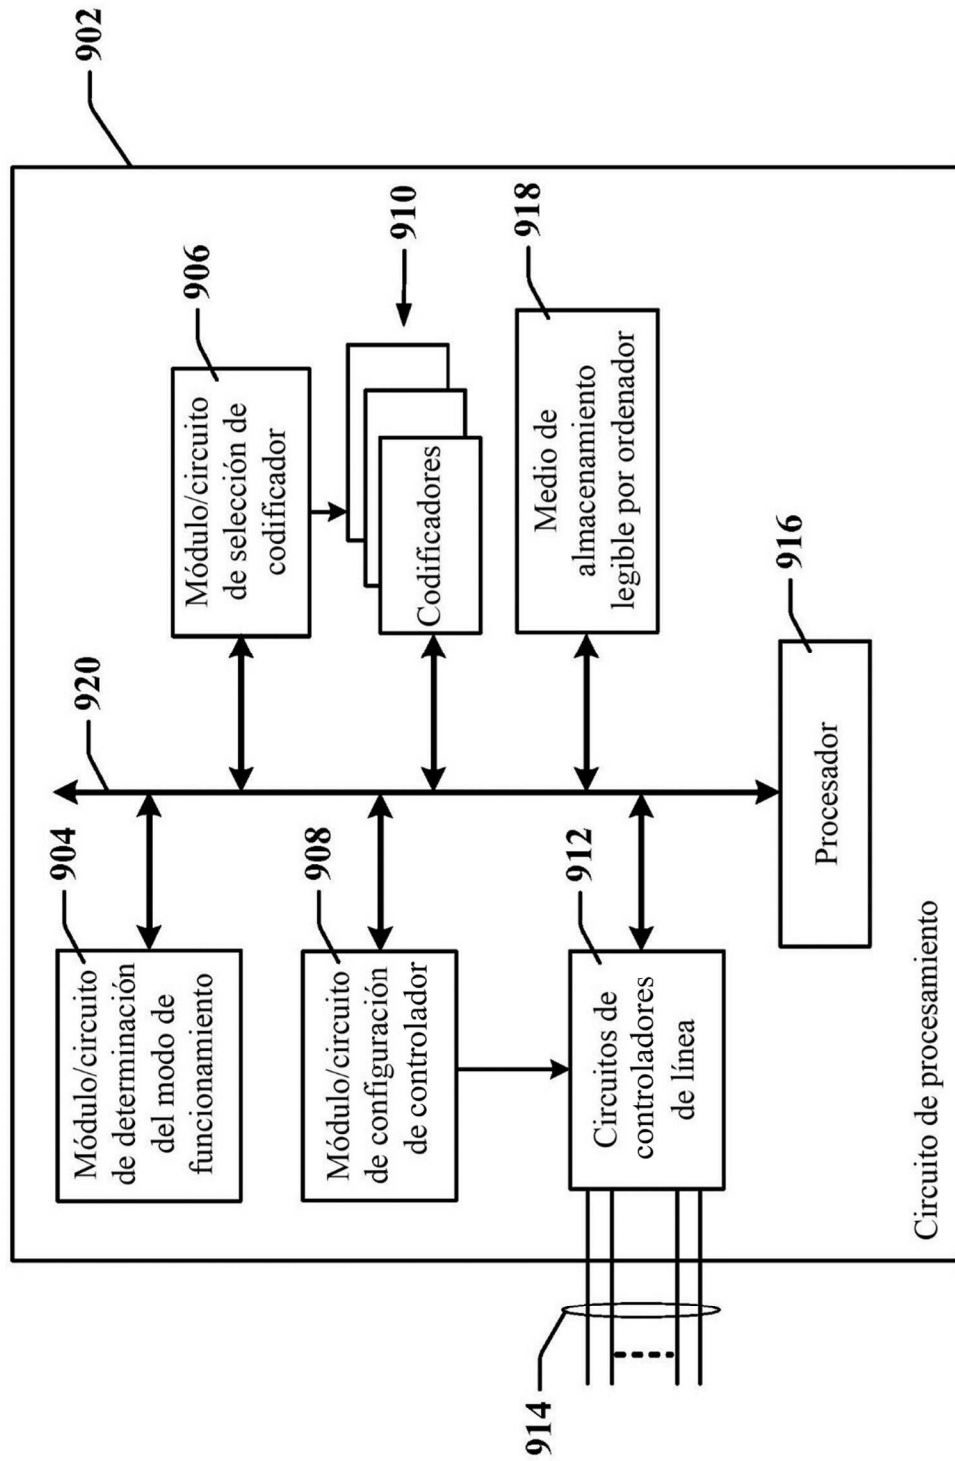 902
920
904
Módulo/circuito
de determinación
del modo de
funcionamiento
906
Módulo/circuito
de selección de
codificador
908
Módulo/circuito
de configuración
de controlador
910
Codificadores
912
Circuitos de
controladores
de línea
918
Medio de
almacenamiento
legible por ordenador
914
916
Procesador
Circuito de procesamiento